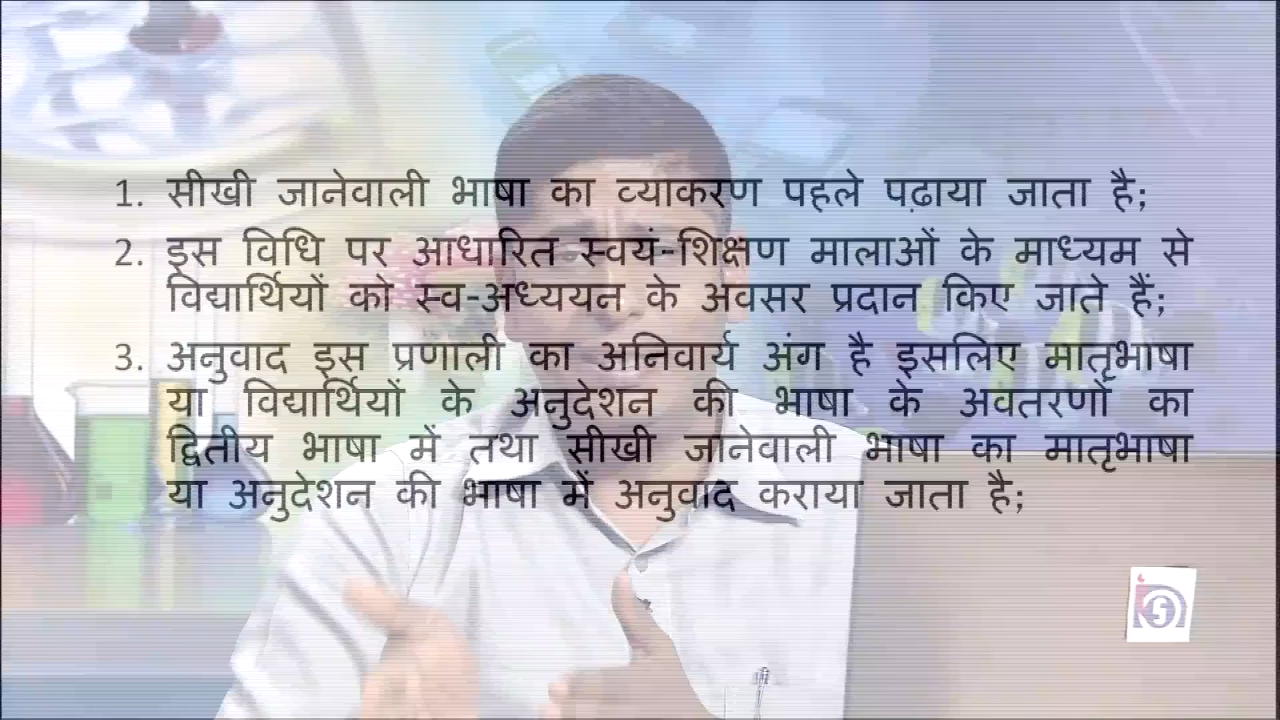 1. सीखी जानेवाली भाषा का व्याकरण पहले पढ़ाया जाता है;
2. इस विधि पर आधारित स्वयं-शिक्षण मालाओं के माध्यम से
विद्यार्थियों को स्व-अध्ययन के अवसर प्रदान किए जाते हैं;
3. अनुवाद इस प्रणाली का अनिवार्य अंग है इसलिए मातृभाषा
या विद्यार्थियों के अनुदेशन की भाषा के अवतरणों का
द्वितीय भाषा में तथा सीखी जानेवाली भाषा का मातृभाषा
या अनुदेशन की भाषा में अनुवाद कराया जाता है;